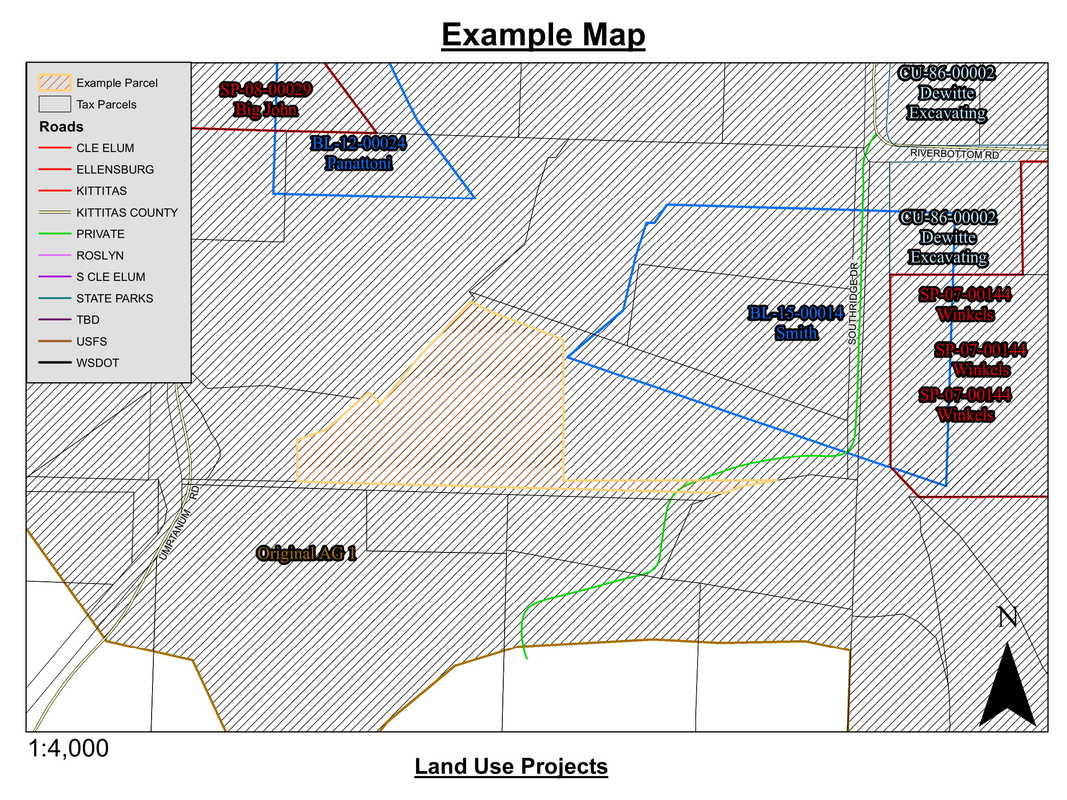 Example Map
Example Parcel
Tax Parcels
Roads
CLE ELUM
ELLENSBURG
KITTITAS
KITTITAS COUNTY
PRIVATE
ROSLYN
S CLE ELUM
STATE PARKS
TBD
USFS
WSDOT
SP-08-00029
Big John
BL-12-00024
Panattoni
CU-86-00002
Dewitte
Excavating
RIVERBOTTOM RD
CU-86-00002
Dewitte
Excavating
SOUTHRIDGE DR
BL-15-00014
Smith
SP-07-00144
Winkels
SP-07-00144
Winkels
SP-07-00144
Winkels
UMPTANUM RD
Original AG 1
N
1:4,000
Land Use Projects